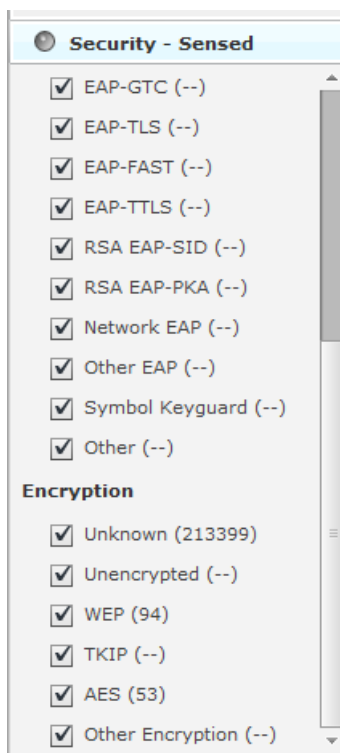 Security - Sensed
EAP-GTC (--)
EAP-TLS (--)
EAP-FAST (--)
EAP-TTLS (--)
RSA EAP-SID (--)
RSA EAP-PKA (--)
Network EAP (--)
Other EAP (--)
Symbol Keyguard (--)
Other (--)
Encryption
Unknown (213399)
Unencrypted (--)
WEP (94)
TKIP (--)
AES (53)
Other Encryption (--)